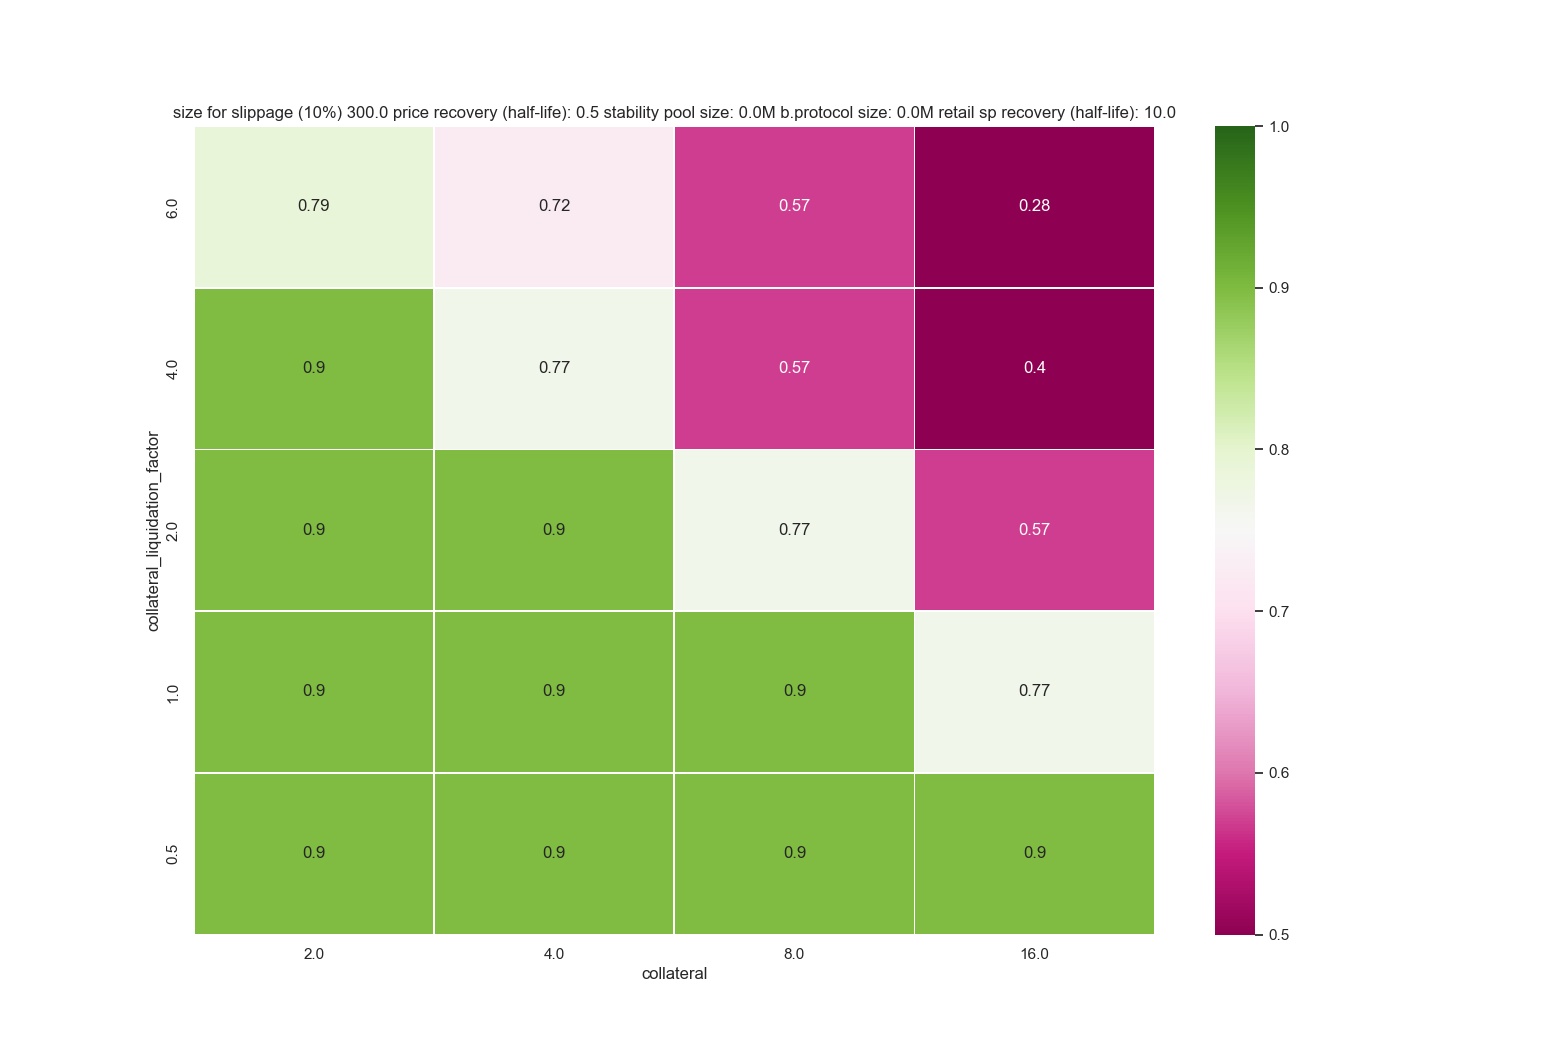 size for slippage (10%) 300.0 price recovery (half-life): 0.5 stability pool size: 0.0M b.protocol size: 0.0M retail sp recovery (half-life): 10.0
collateral_liquidation_factor
6.0 0.79 0.72 0.57 0.28
4.0 0.9 0.77 0.57 0.4
2.0 0.9 0.9 0.77 0.57
1.0 0.9 0.9 0.9 0.77
0.5 0.9 0.9 0.9 0.9
2.0 4.0 8.0 16.0
collateral
1.0
0.9
0.8
0.7
0.6
0.5